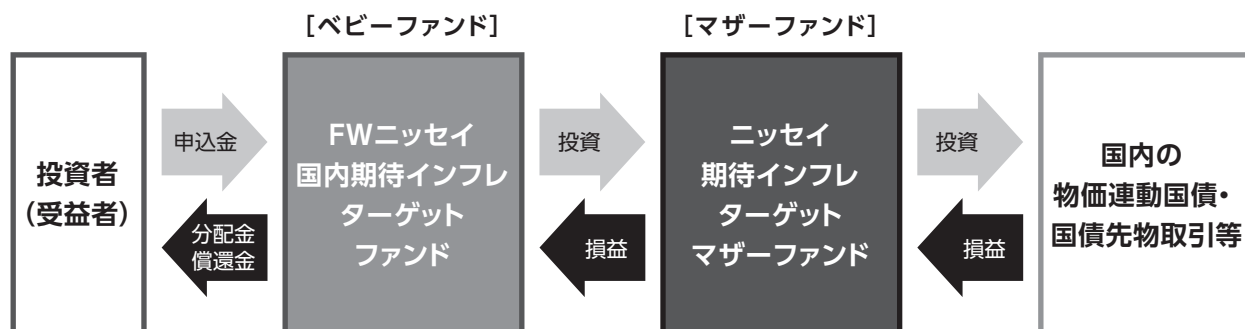 [ベビーファンド]
[マザーファンド]
投資者
(受益者)
申込金
分配金
償還金
FWニッセイ
国内期待インフレ
ターゲット
ファンド
投資
損益
ニッセイ
期待インフレ
ターゲット
マザーファンド
投資
損益
国内の
物価連動国債・
国債先物取引等